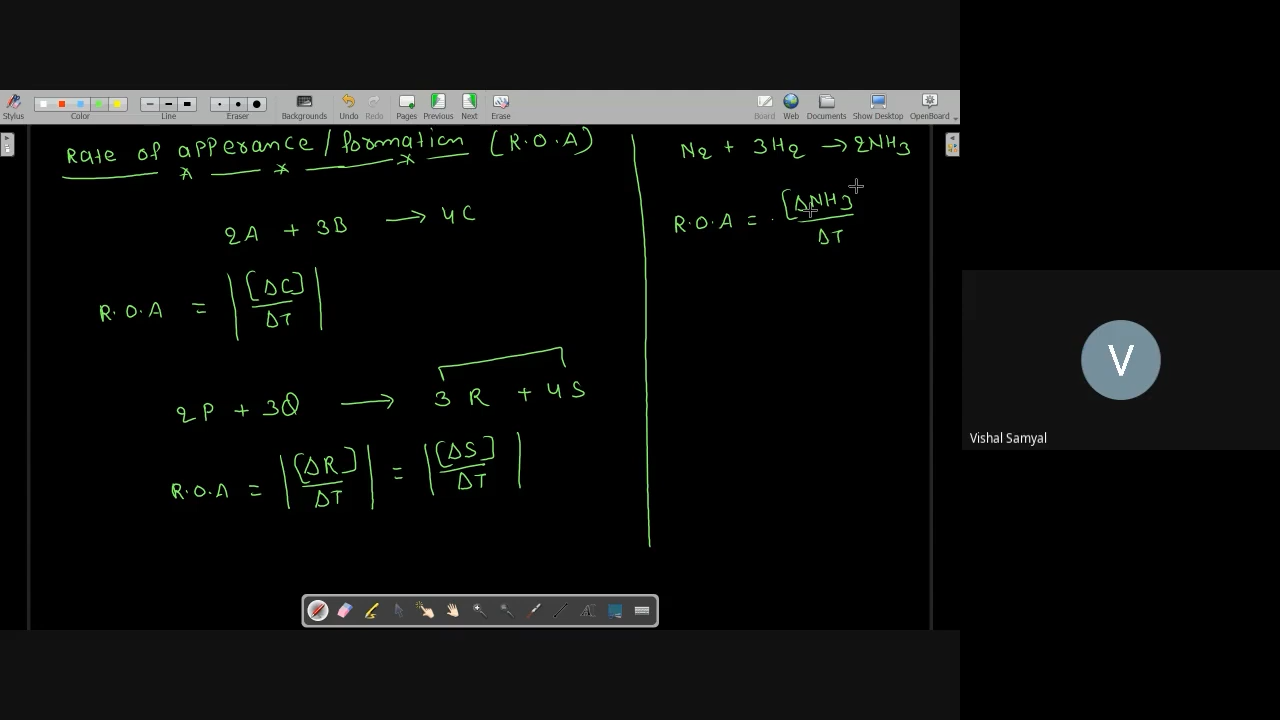 Stylus Color Line Eraser Backgrounds Undo Redo Pages Previous Next Erase Board Web Documents Show Desktop OpenBoard
Rate of apperance / formation (R.O.A)
2A + 3B → 4C
R.O.A = |[ΔC]/ΔT|
2P + 3Q → 3R + 4S
R.O.A = |[ΔR]/ΔT| = |[ΔS]/ΔT|
N2 + 3H2 → 2NH3
R.O.A = [ΔNH3/ΔT
V
Vishal Samyal